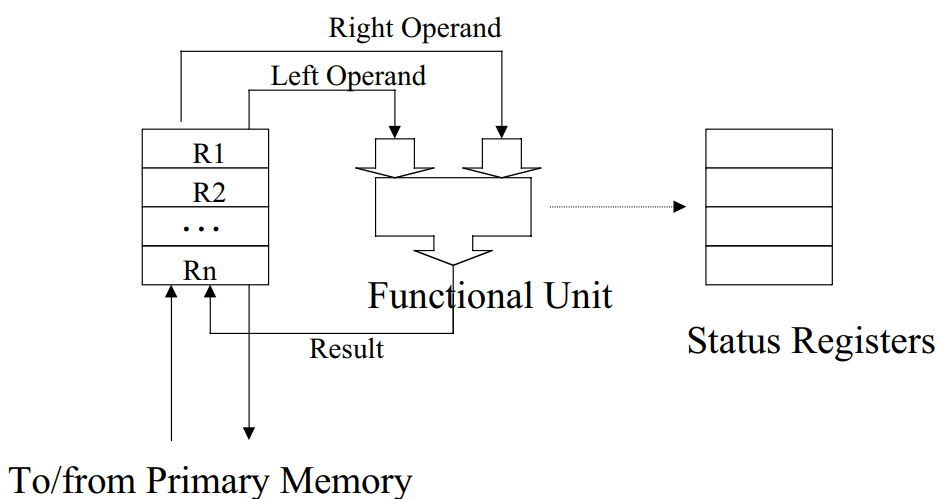 Right Operand
Left Operand
R1
R2
...
Rn
Functional Unit
Result
Status Registers
To/from Primary Memory